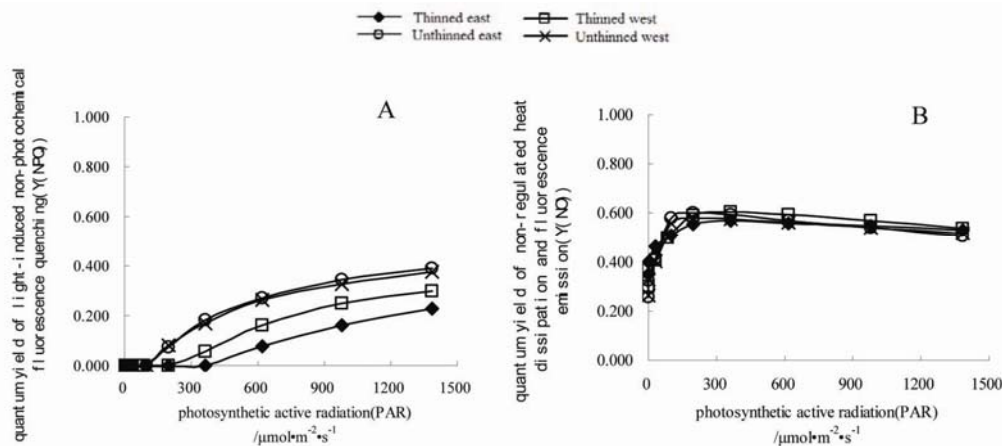 Thinned east
Thinned west
Unthinned east
Unthinned west
A
quantum yield of light-induced non-photochemical
fluorescence quenching(Y(NPQ)
1.000
0.800
0.600
0.400
0.200
0.000
0
300
600
900
1200
1500
photosynthetic active radiation(PAR)
/μmol•m⁻²•s⁻¹
B
quantum yield of non-regulated heat
dissipation and fluorescence
emission(Y(NO))
1.000
0.800
0.600
0.400
0.200
0.000
0
300
600
900
1200
1500
photosynthetic active radiation(PAR)
/μmol•m⁻²•s⁻¹